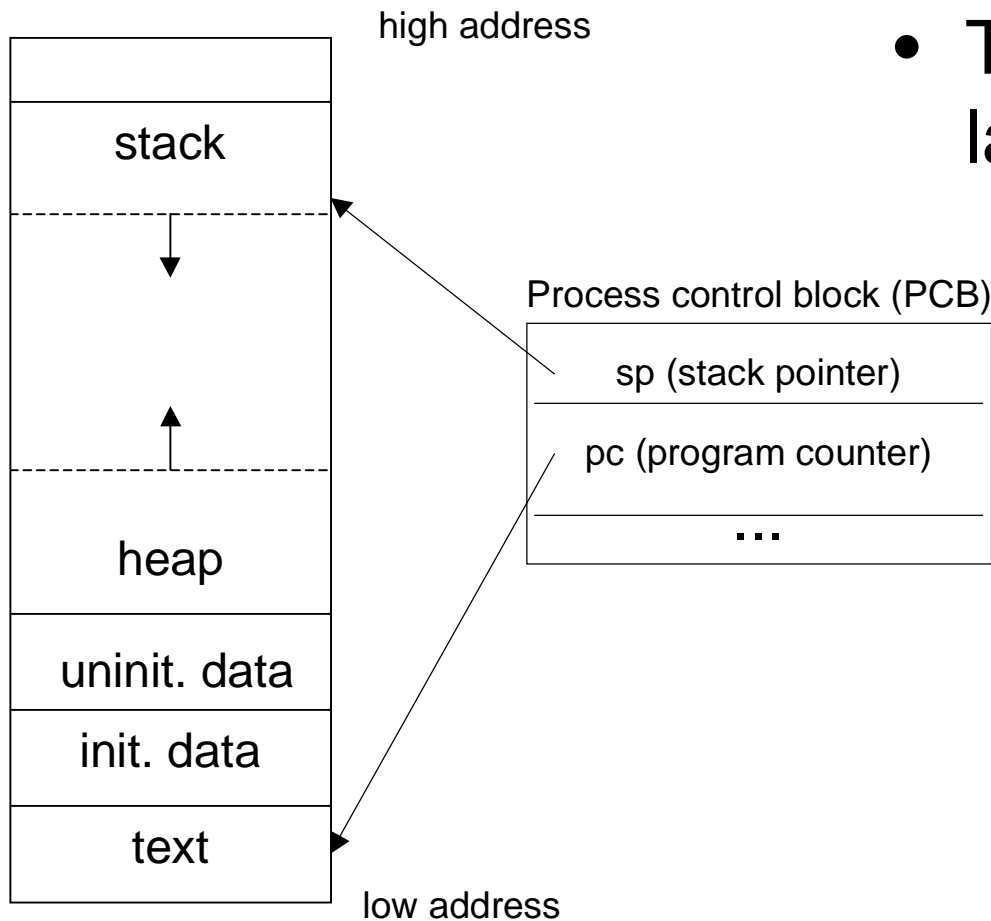 high address
stack
Process control block (PCB)
sp (stack pointer)
pc (program counter)
...
heap
uninit. data
init. data
text
low address